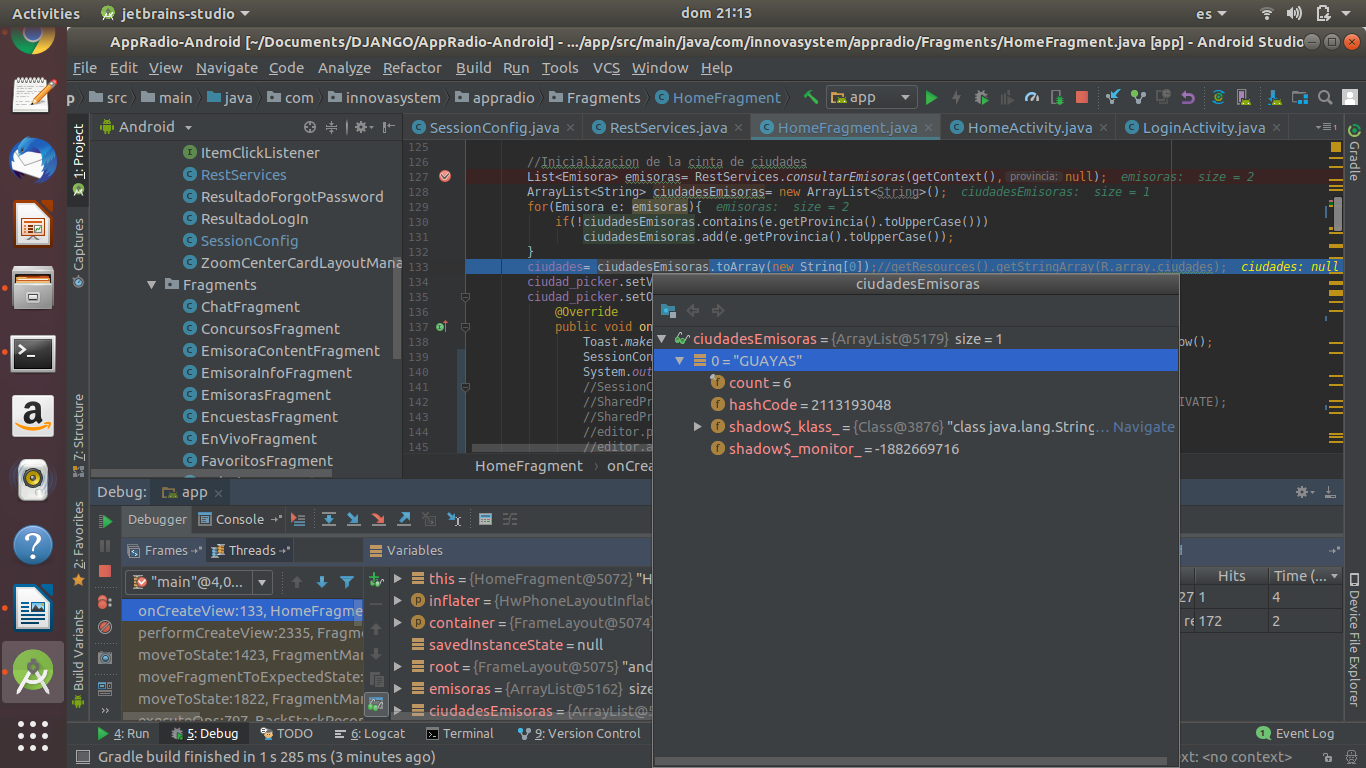 Activities
jetbrains-studio
dom 21:13
es
AppRadio-Android [~/Documents/DJANGO/AppRadio-Android] - .../app/src/main/java/com/innovasystem/appradio/Fragments/HomeFragment.java [app] - Android Studio
File Edit View Navigate Code Analyze Refactor Build Run Tools VCS Window Help
p src main java com innovasystem appradio Fragments HomeFragment app
Android
SessionConfig.java RestServices.java HomeFragment.java HomeActivity.java LoginActivity.java
1: Project
Captures
7: Structure
2: Favorites
Build Variants
ItemClickListener
RestServices
ResultadoForgotPassword
ResultadoLogIn
SessionConfig
ZoomCenterCardLayoutMana
Fragments
ChatFragment
ConcursosFragment
EmisoraContentFragment
EmisoraInfoFragment
EmisorasFragment
EncuestasFragment
EnVivoFragment
FavoritosFragment
125
126 //Inicializacion de la cinta de ciudades
127 List<Emisora> emisoras= RestServices.consultarEmisoras(getContext(), provincia: null); emisoras: size = 2
128 ArrayList<String> ciudadesEmisoras= new ArrayList<String>(); ciudadesEmisoras: size = 1
129 for(Emisora e: emisoras){ emisoras: size = 2
130 if(!ciudadesEmisoras.contains(e.getProvincia().toUpperCase()))
131 ciudadesEmisoras.add(e.getProvincia().toUpperCase());
132 }
133 ciudades= ciudadesEmisoras.toArray(new String[0]);//getResources().getStringArray(R.array.ciudades); ciudades: null
134 ciudad_picker.setV
135 ciudad_picker.setO
136 @Override
137 public void on
138 Toast.make ow();
139 SessionCon
140 System.out
141 //SessionC
142 //SharedPr IVATE);
143 //SharedPr
144 //editor.p
145 //editor.a
HomeFragment onCrea
Gradle
Device File Explorer
ciudadesEmisoras
ciudadesEmisoras = {ArrayList@5179} size = 1
0 = "GUAYAS"
count = 6
hashCode = 2113193048
shadow$_klass_ = {Class@3876} "class java.lang.String... Navigate
shadow$_monitor_ = -1882669716
Debug: app
Debugger Console
Frames Threads Variables
"main"@4,0...
onCreateView:133, HomeFragme
performCreateView:2335, Fragme
moveToState:1423, FragmentMan
moveFragmentToExpectedState:
moveToState:1822, FragmentMan
executeOps:797, BackStackRecor
this = {HomeFragment@5072} "H
inflater = {HwPhoneLayoutInflate
container = {FrameLayout@5074}
savedInstanceState = null
root = {FrameLayout@5075} "and
emisoras = {ArrayList@5162} size
ciudadesEmisoras = {ArrayList@5
d
Hits Time (...
27 1 4
re 172 2
4: Run 5: Debug TODO 6: Logcat Terminal 9: Version Control Event Log
Gradle build finished in 1 s 285 ms (3 minutes ago)
xt: <no context>